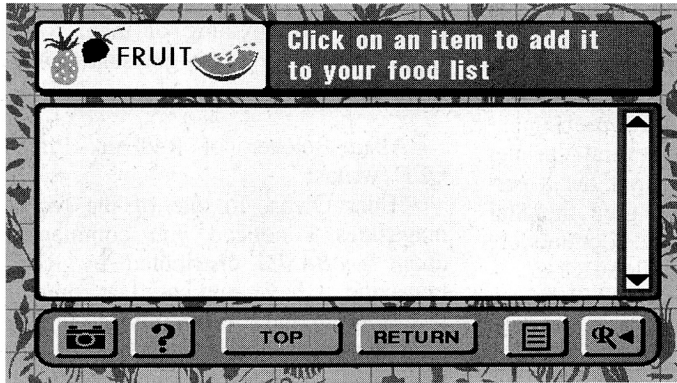 FRUIT
Click on an item to add it
to your food list
? TOP RETURN R